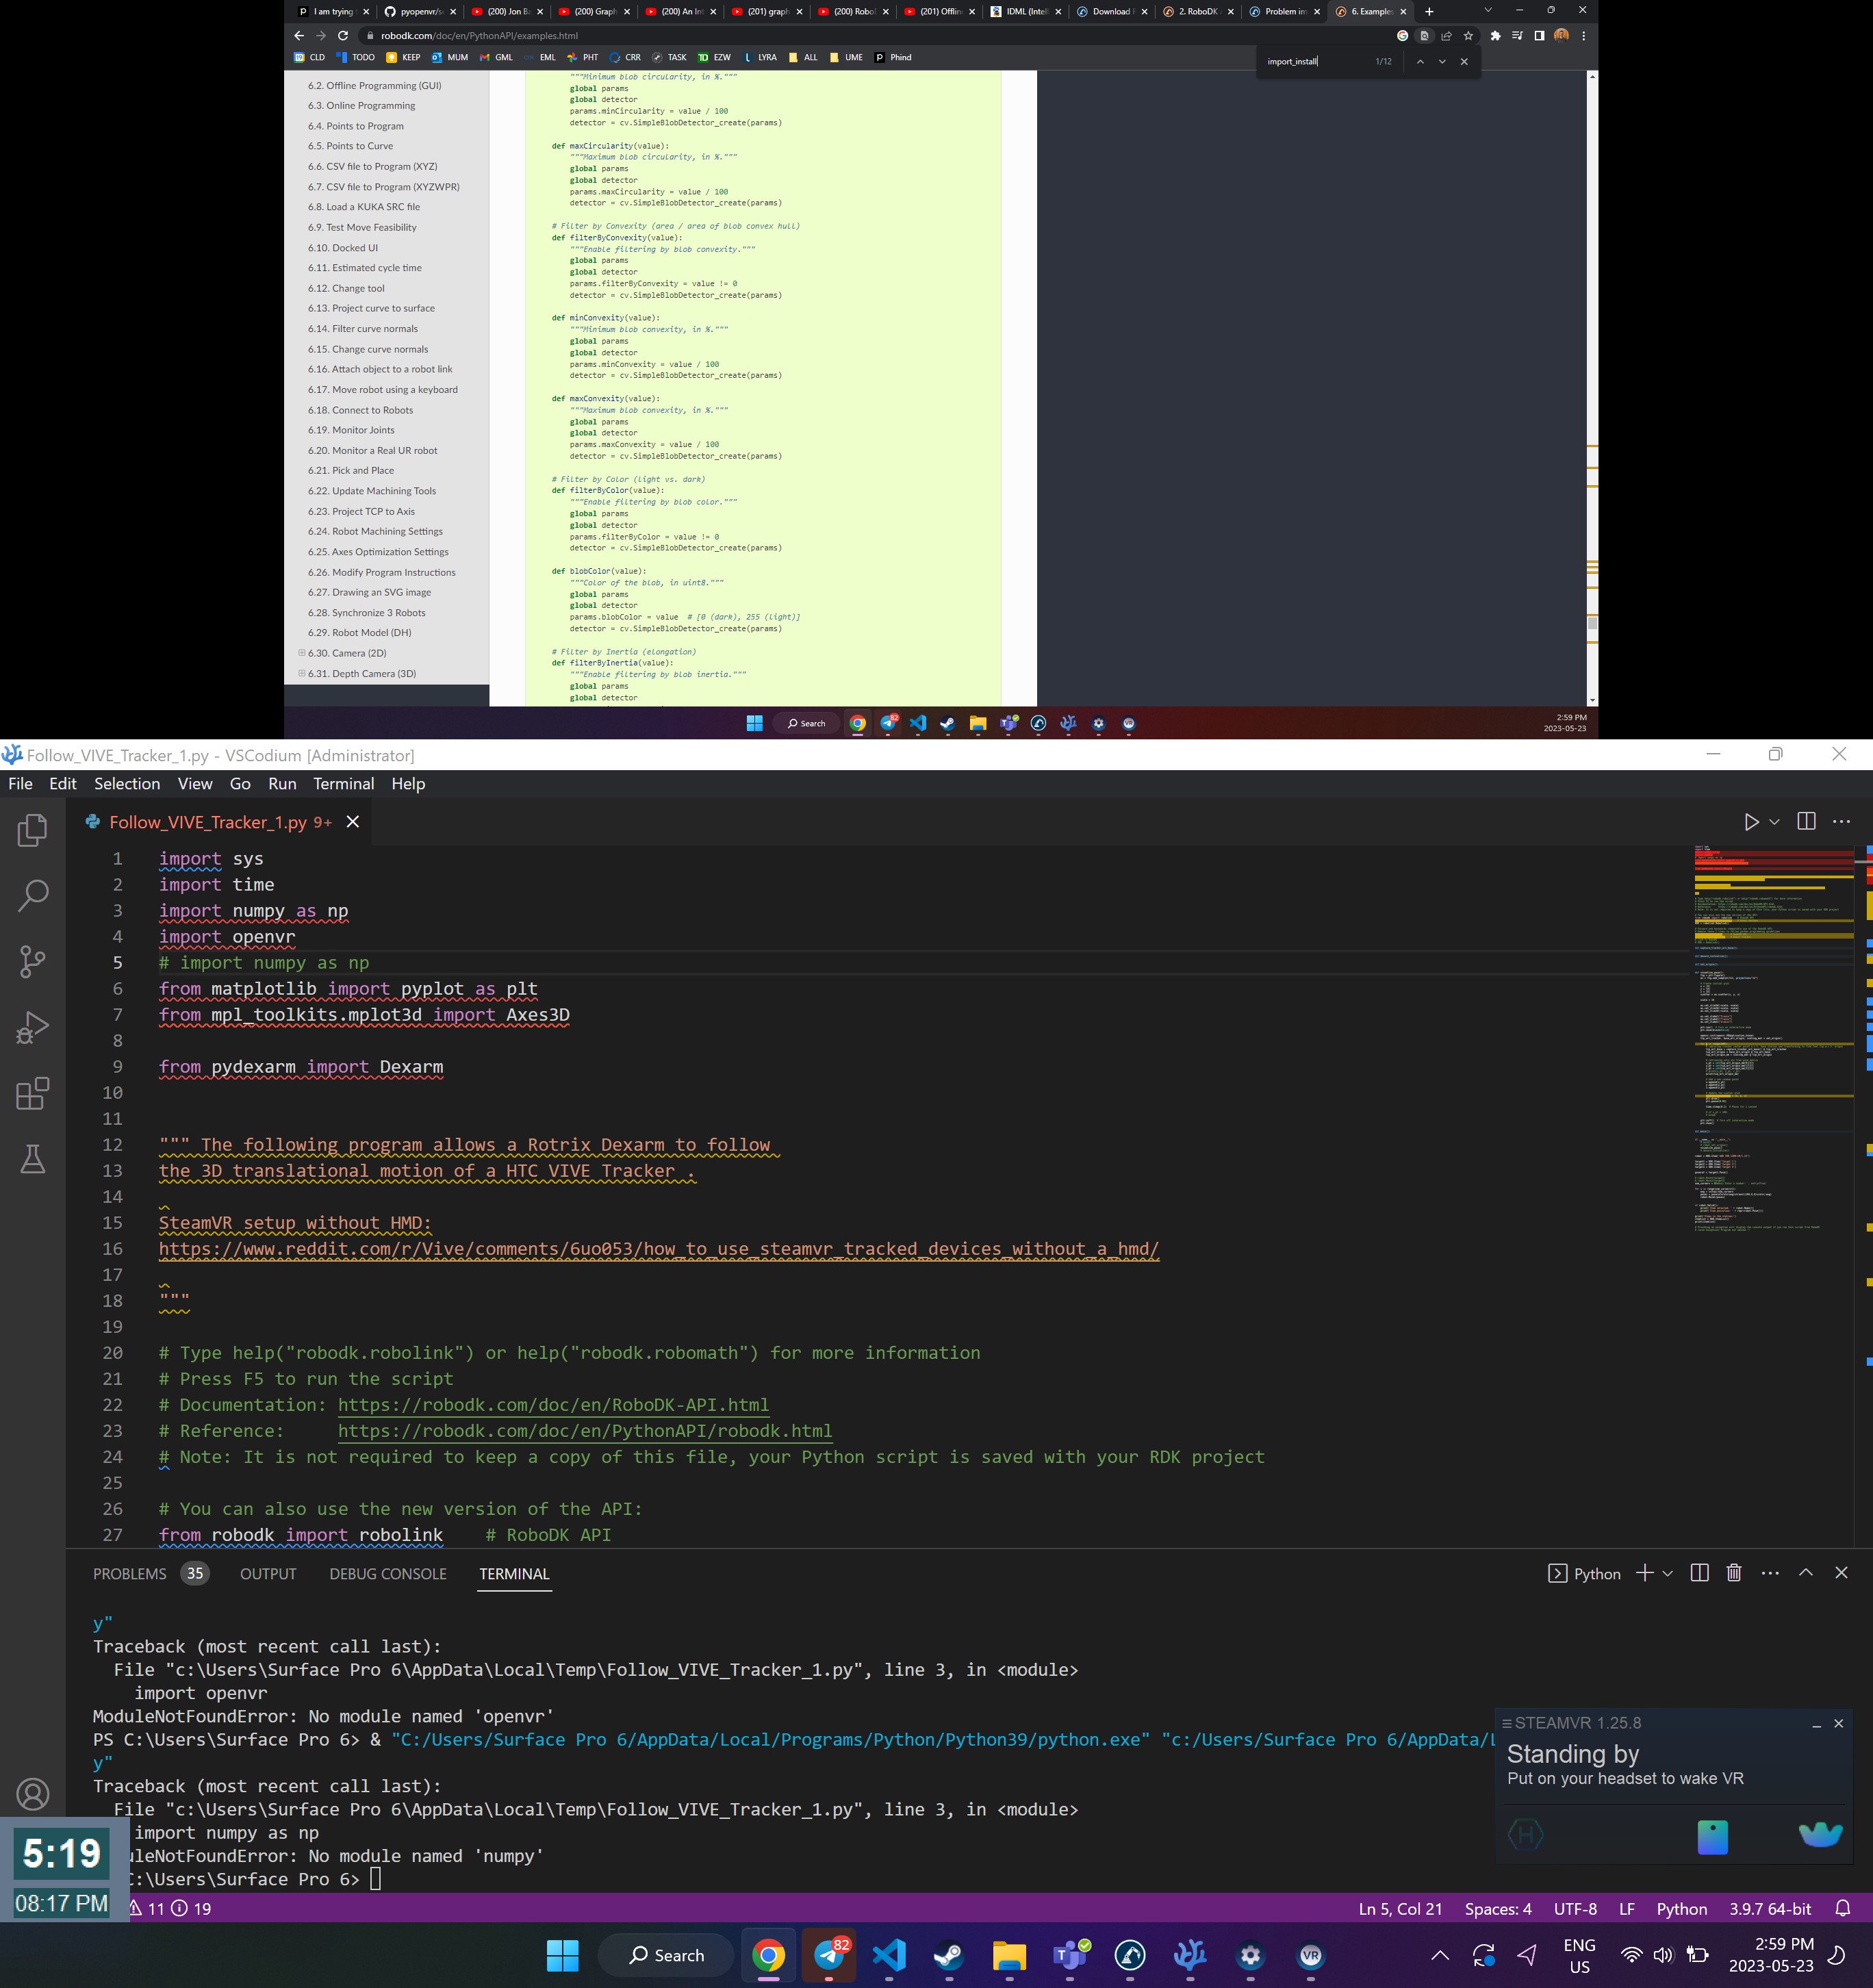 I am trying
pyopenvr/s
(200) Jon Ba
(200) Graph
(200) An Int
(201) graph
(200) Robo
(201) Offlin
IDML (Intell
Download
2. RoboDK
Problem in
6. Examples
robodk.com/doc/en/PythonAPI/examples.html
CLD TODO KEEP MUM GML EML PHT CRR TASK EZW LYRA ALL UME Phind
import_install 1/12
6.2. Offline Programming (GUI)
6.3. Online Programming
6.4. Points to Program
6.5. Points to Curve
6.6. CSV file to Program (XYZ)
6.7. CSV file to Program (XYZWPR)
6.8. Load a KUKA SRC file
6.9. Test Move Feasibility
6.10. Docked UI
6.11. Estimated cycle time
6.12. Change tool
6.13. Project curve to surface
6.14. Filter curve normals
6.15. Change curve normals
6.16. Attach object to a robot link
6.17. Move robot using a keyboard
6.18. Connect to Robots
6.19. Monitor Joints
6.20. Monitor a Real UR robot
6.21. Pick and Place
6.22. Update Machining Tools
6.23. Project TCP to Axis
6.24. Robot Machining Settings
6.25. Axes Optimization Settings
6.26. Modify Program Instructions
6.27. Drawing an SVG image
6.28. Synchronize 3 Robots
6.29. Robot Model (DH)
6.30. Camera (2D)
6.31. Depth Camera (3D)
"""Minimum blob circularity, in %."""
global params
global detector
params.minCircularity = value / 100
detector = cv.SimpleBlobDetector_create(params)
def maxCircularity(value):
"""Maximum blob circularity, in %."""
global params
global detector
params.maxCircularity = value / 100
detector = cv.SimpleBlobDetector_create(params)
# Filter by Convexity (area / area of blob convex hull)
def filterByConvexity(value):
"""Enable filtering by blob convexity."""
global params
global detector
params.filterByConvexity = value != 0
detector = cv.SimpleBlobDetector_create(params)
def minConvexity(value):
"""Minimum blob convexity, in %."""
global params
global detector
params.minConvexity = value / 100
detector = cv.SimpleBlobDetector_create(params)
def maxConvexity(value):
"""Maximum blob convexity, in %."""
global params
global detector
params.maxConvexity = value / 100
detector = cv.SimpleBlobDetector_create(params)
# Filter by Color (light vs. dark)
def filterByColor(value):
"""Enable filtering by blob color."""
global params
global detector
params.filterByColor = value != 0
detector = cv.SimpleBlobDetector_create(params)
def blobColor(value):
"""Color of the blob, in uint8."""
global params
global detector
params.blobColor = value # [0 (dark), 255 (light)]
detector = cv.SimpleBlobDetector_create(params)
# Filter by Inertia (elongation)
def filterByInertia(value):
"""Enable filtering by blob inertia."""
global params
global detector
Search
82
2:59 PM
2023-05-23
Follow_VIVE_Tracker_1.py - VSCodium [Administrator]
File Edit Selection View Go Run Terminal Help
Follow_VIVE_Tracker_1.py 9+
1 import sys
2 import time
3 import numpy as np
4 import openvr
5 # import numpy as np
6 from matplotlib import pyplot as plt
7 from mpl_toolkits.mplot3d import Axes3D
8
9 from pydexarm import Dexarm
10
11
12 """ The following program allows a Rotrix Dexarm to follow
13 the 3D translational motion of a HTC VIVE Tracker .
14
15 SteamVR setup without HMD:
16 https://www.reddit.com/r/Vive/comments/6uo053/how_to_use_steamvr_tracked_devices_without_a_hmd/
17
18 """
19
20 # Type help("robodk.robolink") or help("robodk.robomath") for more information
21 # Press F5 to run the script
22 # Documentation: https://robodk.com/doc/en/RoboDK-API.html
23 # Reference: https://robodk.com/doc/en/PythonAPI/robodk.html
24 # Note: It is not required to keep a copy of this file, your Python script is saved with your RDK project
25
26 # You can also use the new version of the API:
27 from robodk import robolink # RoboDK API
PROBLEMS 35 OUTPUT DEBUG CONSOLE TERMINAL
Python
y"
Traceback (most recent call last):
File "c:\Users\Surface Pro 6\AppData\Local\Temp\Follow_VIVE_Tracker_1.py", line 3, in <module>
import openvr
ModuleNotFoundError: No module named 'openvr'
PS C:\Users\Surface Pro 6> & "C:/Users/Surface Pro 6/AppData/Local/Programs/Python/Python39/python.exe" "c:/Users/Surface Pro 6/AppData/L
y"
Traceback (most recent call last):
File "c:\Users\Surface Pro 6\AppData\Local\Temp\Follow_VIVE_Tracker_1.py", line 3, in <module>
import numpy as np
uleNotFoundError: No module named 'numpy'
C:\Users\Surface Pro 6>
STEAMVR 1.25.8
Standing by
Put on your headset to wake VR
5:19
08:17 PM
11 19
Ln 5, Col 21 Spaces: 4 UTF-8 LF Python 3.9.7 64-bit
Search
82
ENG
US
2:59 PM
2023-05-23